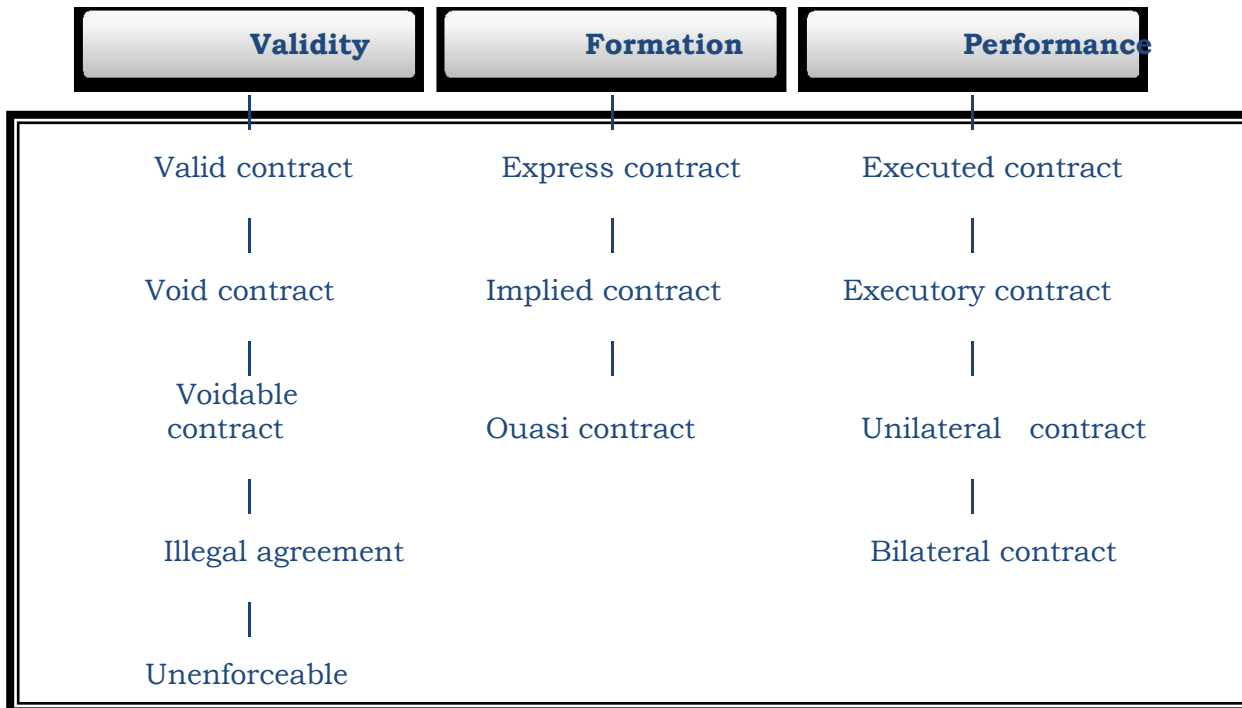 Validity Formation Performance
Valid contract Express contract Executed contract
Void contract Implied contract Executory contract
Voidable
contract Ouasi contract Unilateral contract
Illegal agreement Bilateral contract
Unenforceable